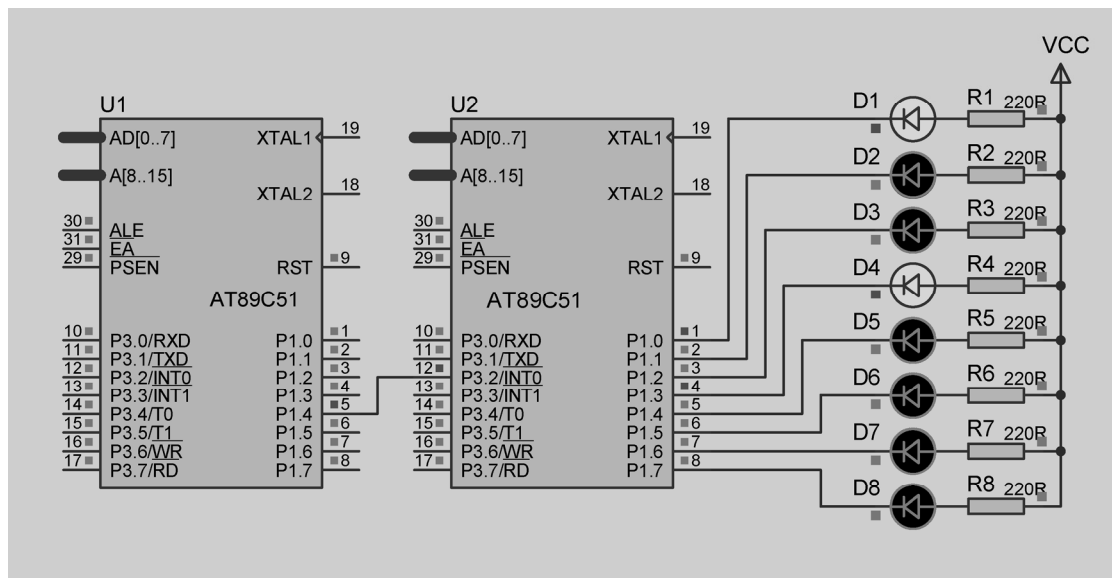 VCC
U1
AD[0..7]
XTAL1
19
A[8..15]
XTAL2
18
30
ALE
31
EA
29
PSEN
RST
9
AT89C51
10
P3.0/RXD
P1.0
1
11
P3.1/TXD
P1.1
2
12
P3.2/INT0
P1.2
3
13
P3.3/INT1
P1.3
4
14
P3.4/T0
P1.4
5
15
P3.5/T1
P1.5
6
16
P3.6/WR
P1.6
7
17
P3.7/RD
P1.7
8
U2
AD[0..7]
XTAL1
19
A[8..15]
XTAL2
18
30
ALE
31
EA
29
PSEN
RST
9
AT89C51
10
P3.0/RXD
P1.0
1
11
P3.1/TXD
P1.1
2
12
P3.2/INT0
P1.2
3
13
P3.3/INT1
P1.3
4
14
P3.4/T0
P1.4
5
15
P3.5/T1
P1.5
6
16
P3.6/WR
P1.6
7
17
P3.7/RD
P1.7
8
D1
R1 220R
D2
R2 220R
D3
R3 220R
D4
R4 220R
D5
R5 220R
D6
R6 220R
D7
R7 220R
D8
R8 220R